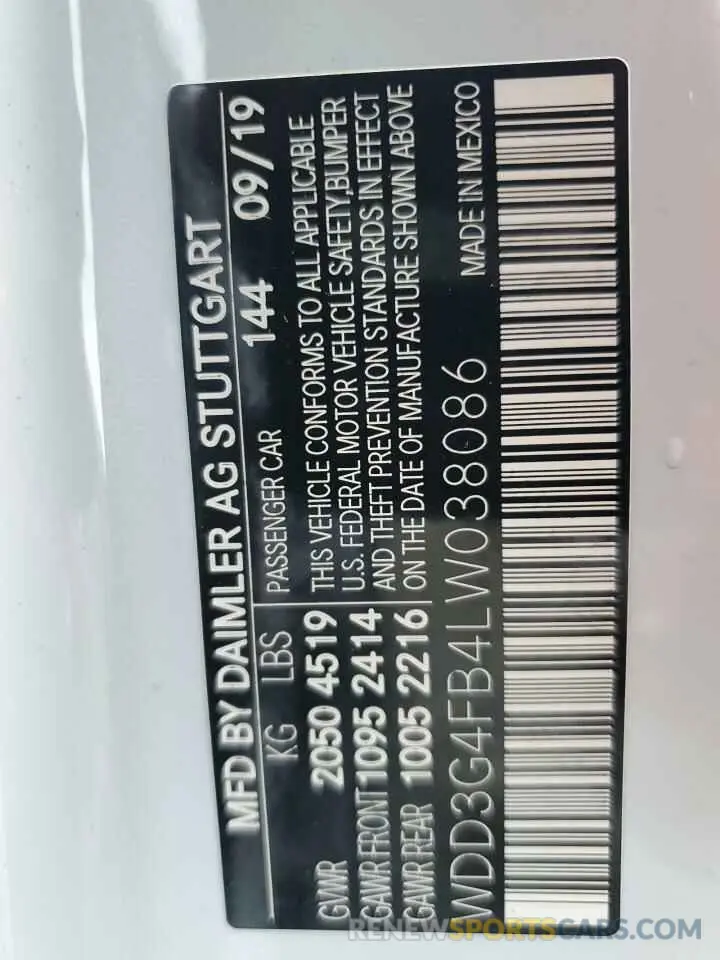 MFD BY DAIMLER AG STUTTGART
KG LBS 144 09/19
PASSENGER CAR
GVWR 2050 4519
GAWR FRONT 1095 2414
GAWR REAR 1005 2216
THIS VEHICLE CONFORMS TO ALL APPLICABLE
U.S. FEDERAL MOTOR VEHICLE SAFETY,BUMPER
AND THEFT PREVENTION STANDARDS IN EFFECT
ON THE DATE OF MANUFACTURE SHOWN ABOVE
WDD3G4FB4LW038086 MADE IN MEXICO
RENEWSPORTSCARS.COM